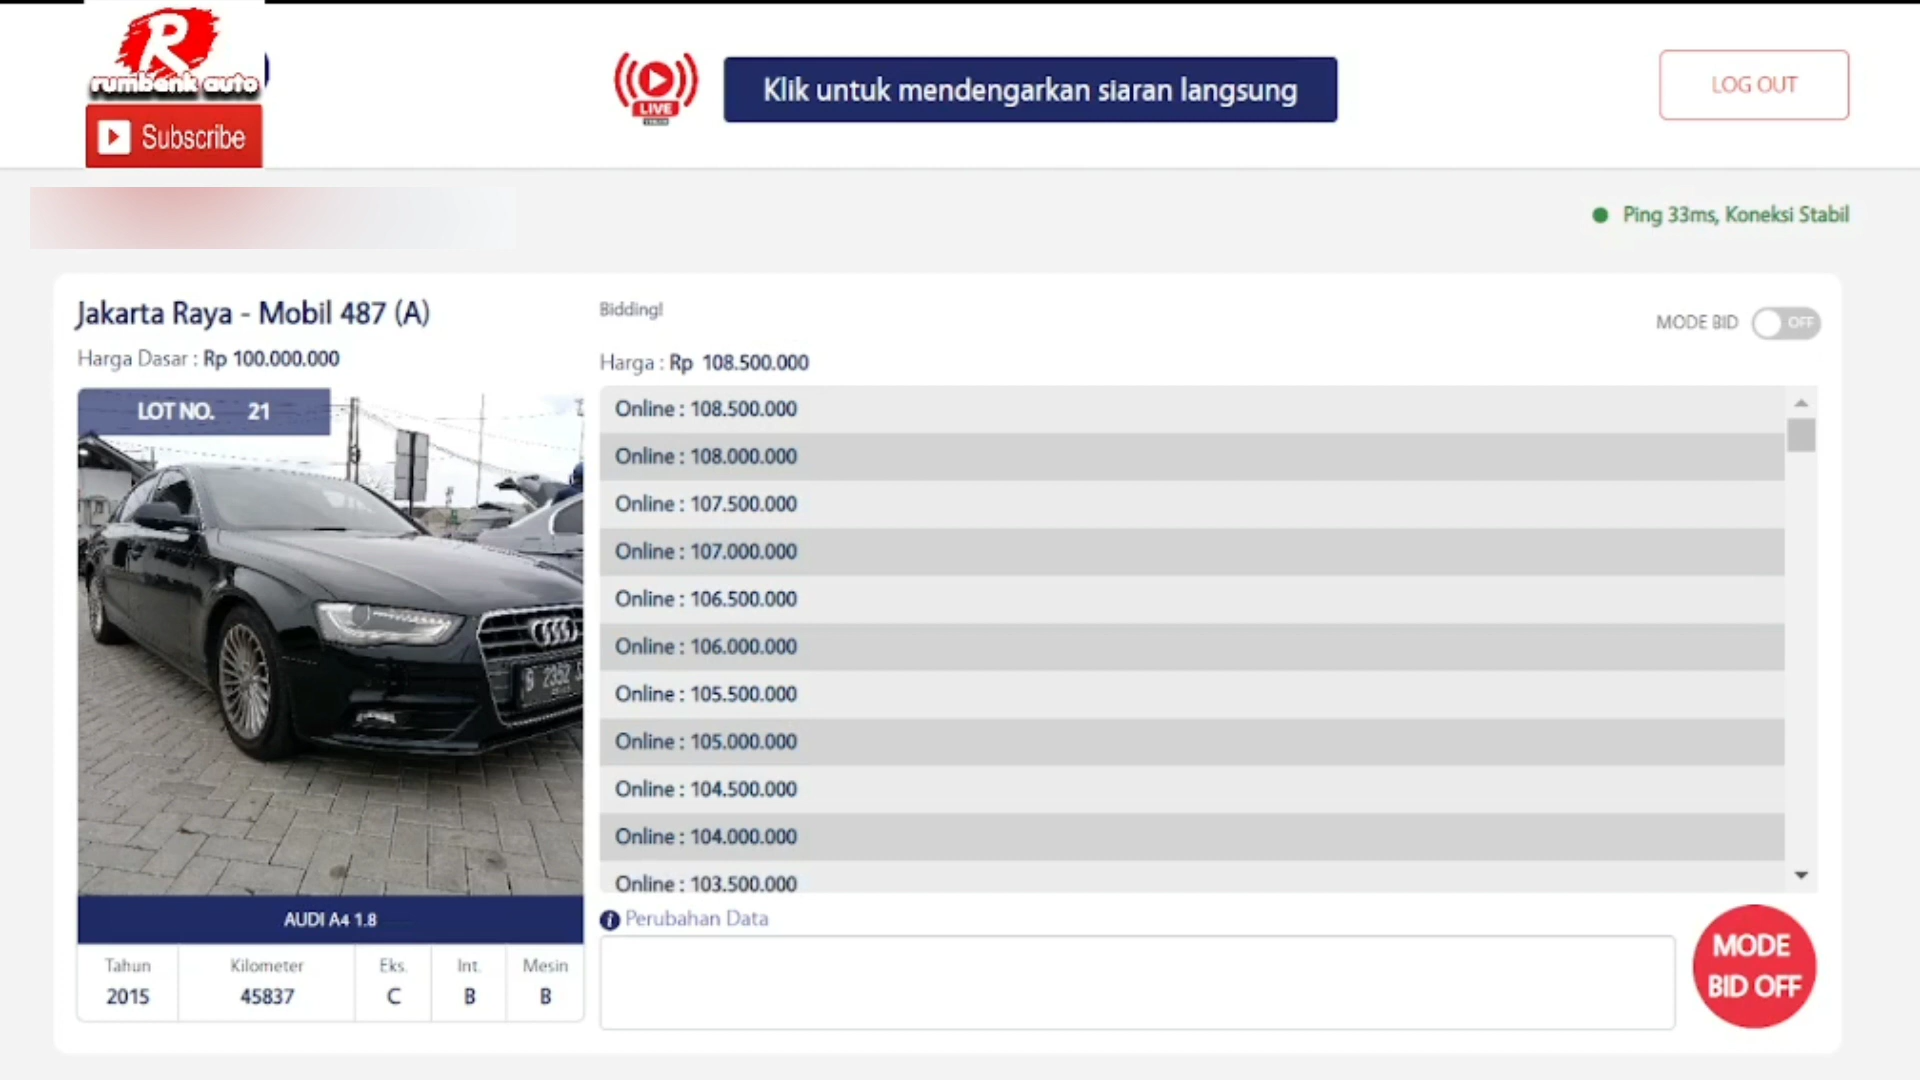 R
rumbank auto
Subscribe
LIVE
Klik untuk mendengarkan siaran langsung
LOG OUT
Ping 33ms, Koneksi Stabil
Jakarta Raya - Mobil 487 (A)
Harga Dasar : Rp 100.000.000
LOT NO. 21
AUDI A4 1.8
Tahun Kilometer Eks. Int. Mesin
2015 45837 C B B
Bidding!
MODE BID OFF
Harga : Rp 108.500.000
Online : 108.500.000
Online : 108.000.000
Online : 107.500.000
Online : 107.000.000
Online : 106.500.000
Online : 106.000.000
Online : 105.500.000
Online : 105.000.000
Online : 104.500.000
Online : 104.000.000
Online : 103.500.000
Perubahan Data
MODE
BID OFF